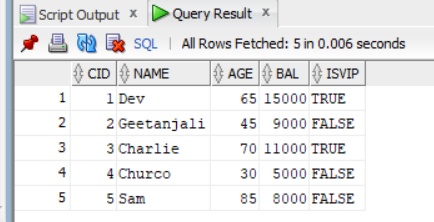 Script Output x Query Result x
SQL | All Rows Fetched: 5 in 0.006 seconds
CID NAME AGE BAL ISVIP
1 1 Dev 65 15000 TRUE
2 2 Geetanjali 45 9000 FALSE
3 3 Charlie 70 11000 TRUE
4 4 Churco 30 5000 FALSE
5 5 Sam 85 8000 FALSE